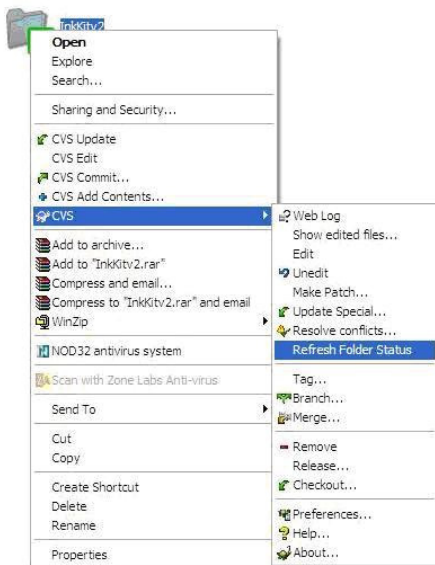 InkKitv2
Open
Explore
Search...
Sharing and Security...
CVS Update
CVS Edit
CVS Commit...
CVS Add Contents...
CVS
Add to archive...
Add to "InkKitv2.rar"
Compress and email...
Compress to "InkKitv2.rar" and email
WinZip
NOD32 antivirus system
Scan with Zone Labs Anti-virus
Send To
Cut
Copy
Create Shortcut
Delete
Rename
Properties
Web Log
Show edited files...
Edit
Unedit
Make Patch...
Update Special...
Resolve conflicts...
Refresh Folder Status
Tag...
Branch...
Merge...
Remove
Release...
Checkout...
Preferences...
Help...
About...